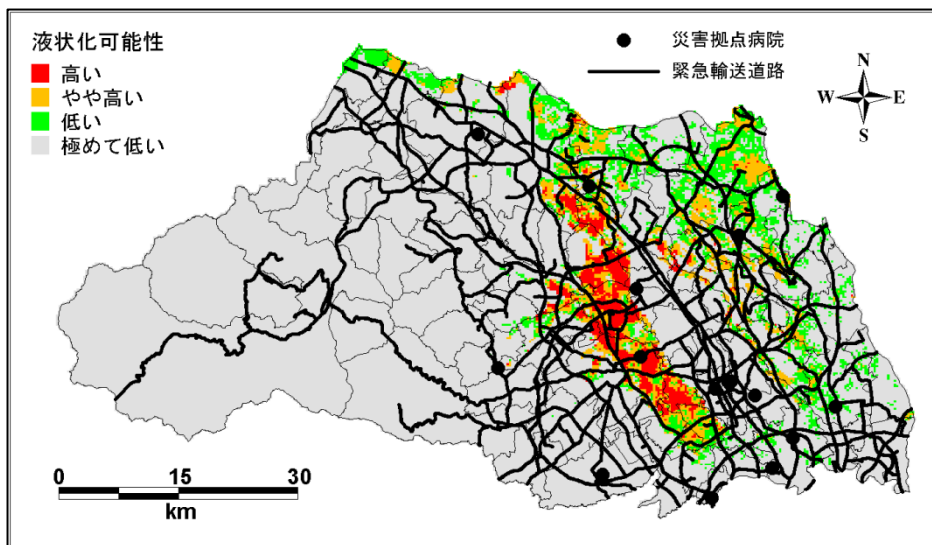 液状化可能性
高い
やや高い
低い
極めて低い
災害拠点病院
緊急輸送道路
N
W E
S
0 15 30
km